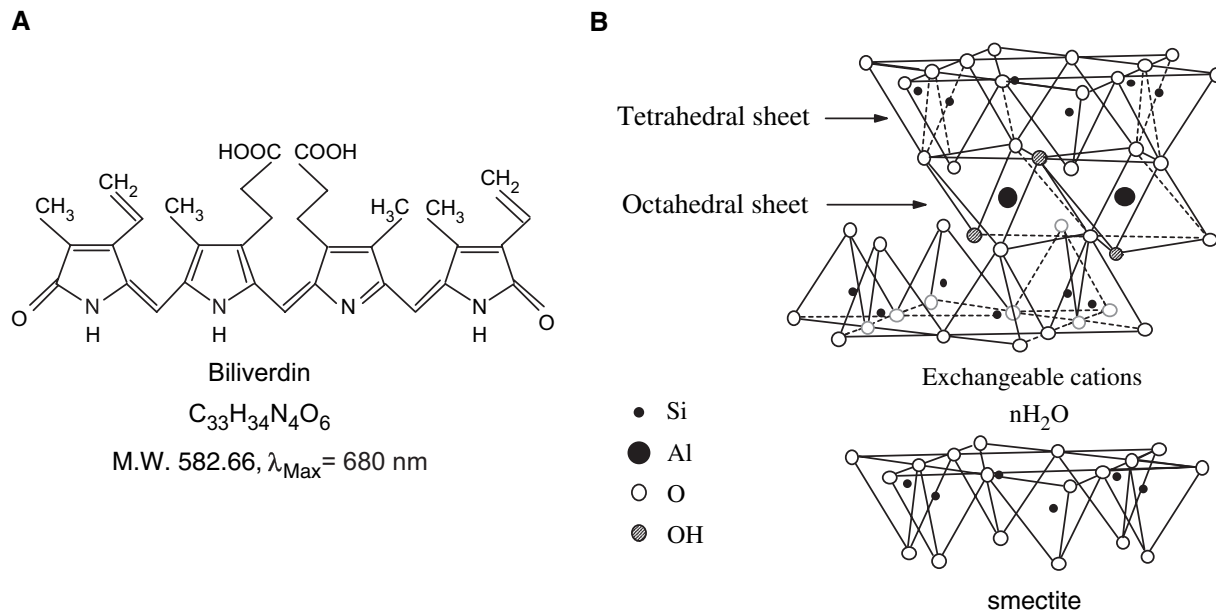 A
HOOC COOH
CH₂
CH₃
CH₃
H₃C
CH₃
CH₂
O
N
H
N
H
N
N
H
O
Biliverdin
C₃₃H₃₄N₄O₆
M.W. 582.66, λMax= 680 nm
B
Tetrahedral sheet
Octahedral sheet
Exchangeable cations
nH₂O
Si
Al
O
OH
smectite